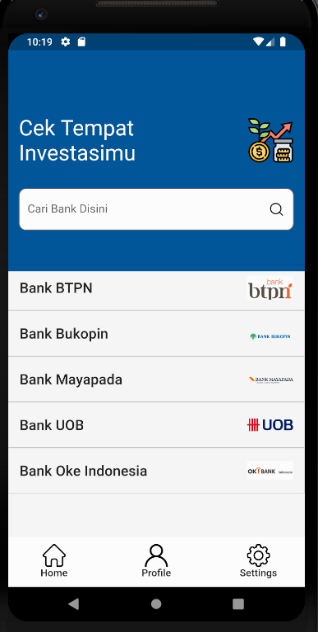 10:19
Cek Tempat
Investasimu
Cari Bank Disini
Bank BTPN
bank
btpn
Bank Bukopin
BANK BUKOPIN
Bank Mayapada
BANK MAYAPADA
Bank UOB
UOB
Bank Oke Indonesia
OK! BANK Indonesia
Home
Profile
Settings